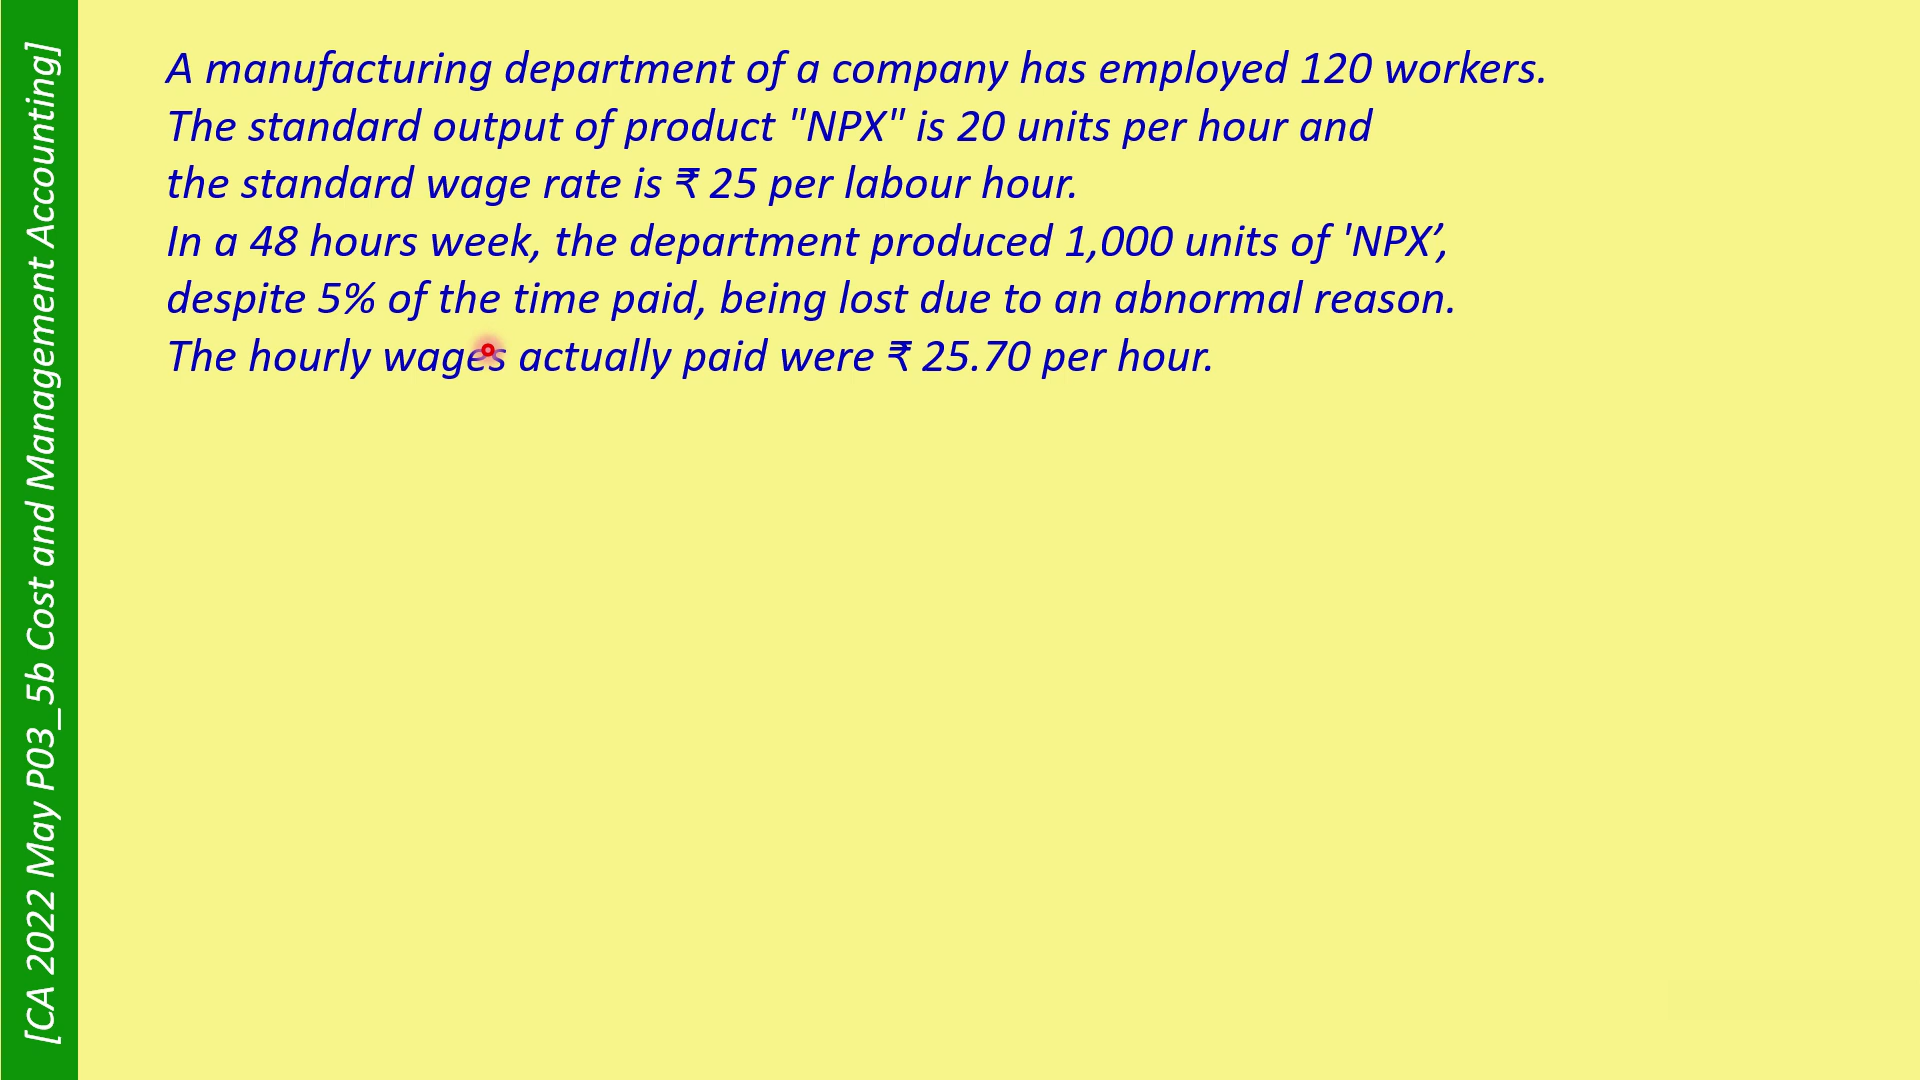 [CA 2022 May P03_5b Cost and Management Accounting]
A manufacturing department of a company has employed 120 workers.
The standard output of product "NPX" is 20 units per hour and
the standard wage rate is ₹ 25 per labour hour.
In a 48 hours week, the department produced 1,000 units of 'NPX’,
despite 5% of the time paid, being lost due to an abnormal reason.
The hourly wages actually paid were ₹ 25.70 per hour.